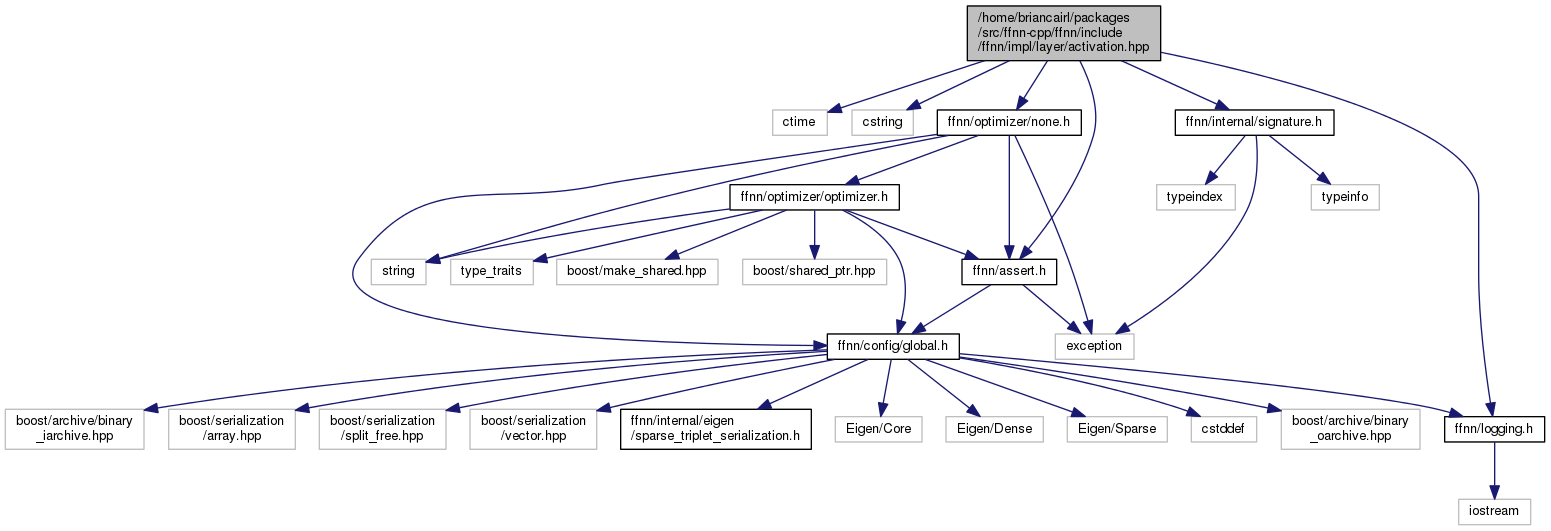 /home/briancairl/packages
/src/ffnn-cpp/ffnn/include
/ffnn/impl/layer/activation.hpp
ctime
cstring
ffnn/optimizer/none.h
ffnn/internal/signature.h
ffnn/optimizer/optimizer.h
typeindex
typeinfo
string
type_traits
boost/make_shared.hpp
boost/shared_ptr.hpp
ffnn/assert.h
ffnn/config/global.h
exception
boost/archive/binary
_iarchive.hpp
boost/serialization
/array.hpp
boost/serialization
/split_free.hpp
boost/serialization
/vector.hpp
ffnn/internal/eigen
/sparse_triplet_serialization.h
Eigen/Core
Eigen/Dense
Eigen/Sparse
cstddef
boost/archive/binary
_oarchive.hpp
ffnn/logging.h
iostream